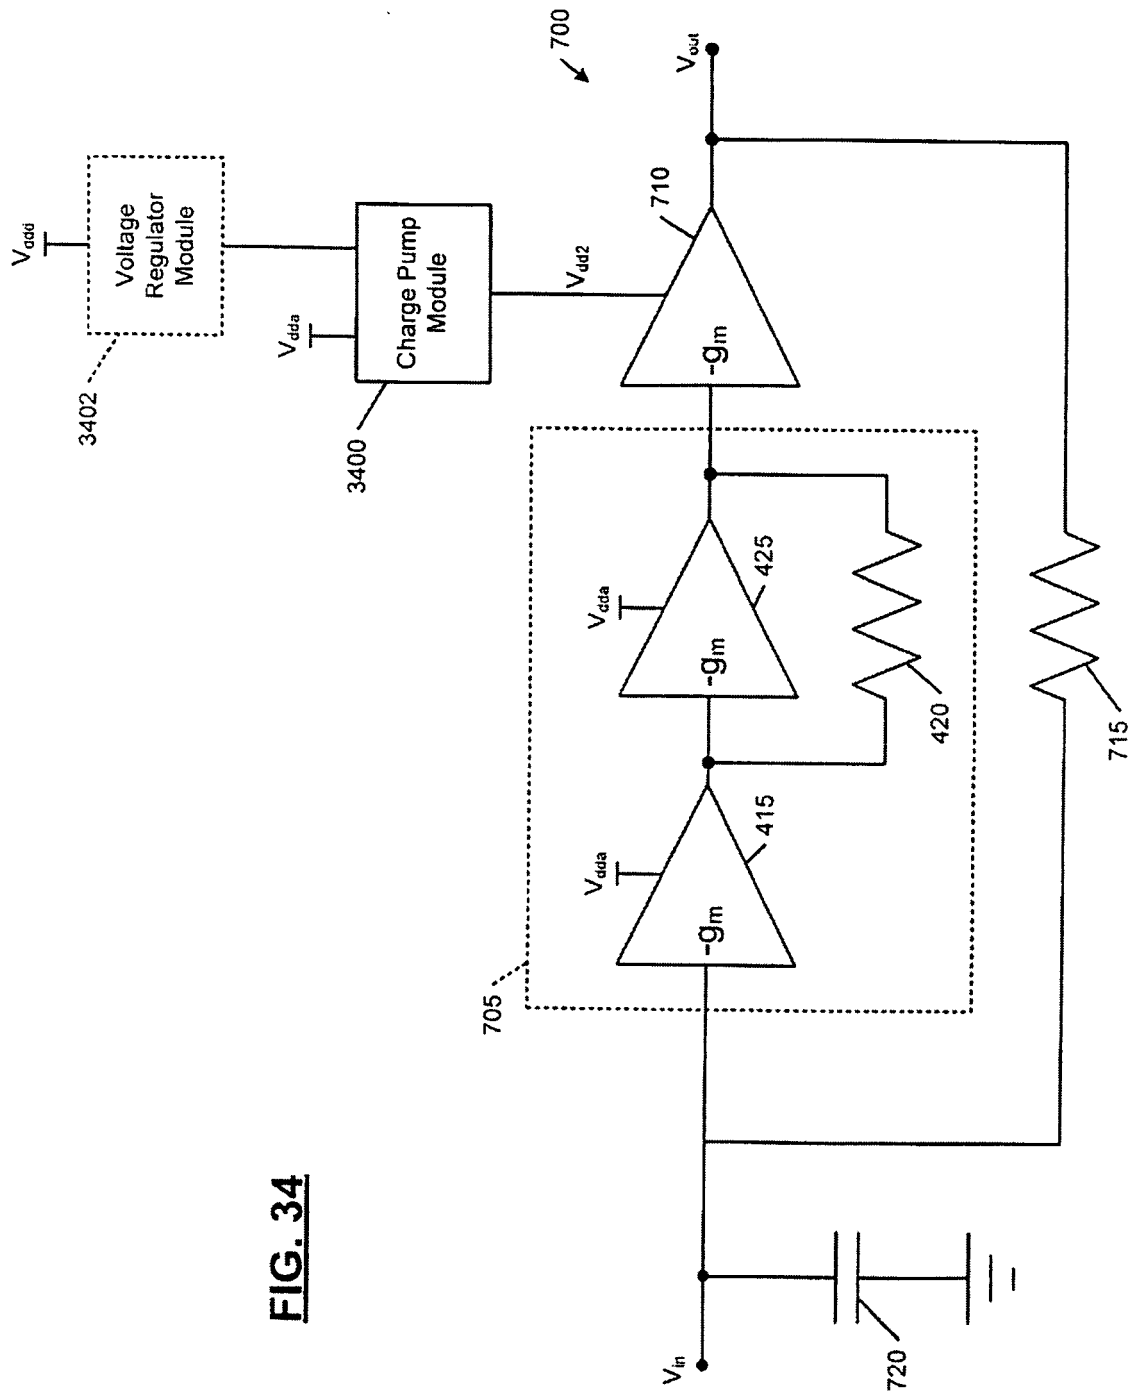 FIG. 34
700
V_ddd
Voltage
Regulator
Module
3402
V_dda
Charge Pump
Module
3400
V_dd2
710
-g_m
V_out
705
V_dda
-g_m
415
V_dda
-g_m
425
420
715
V_in
720